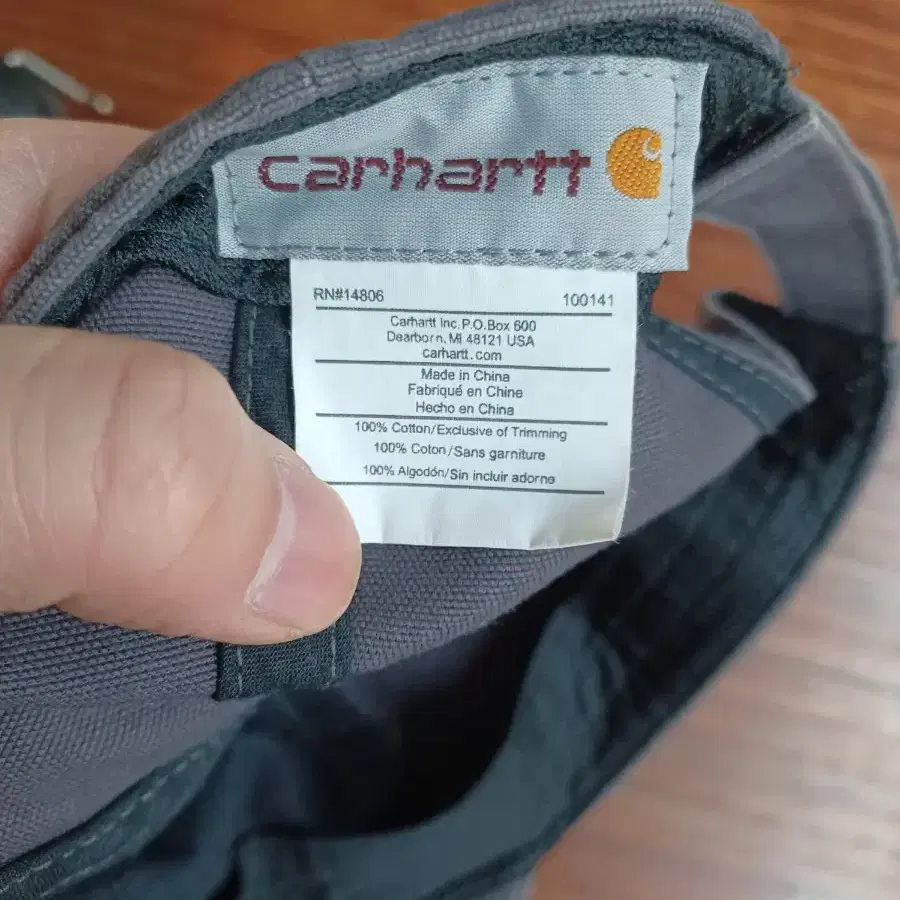 carhartt
RN#14806 100141
Carhartt Inc. P.O. Box 600
Dearborn, MI 48121 USA
carhartt.com
Made in China
Fabriqué en Chine
Hecho en China
100% Cotton/Exclusive of Trimming
100% Coton/Sans garniture
100% Algodón/Sin incluir adorne